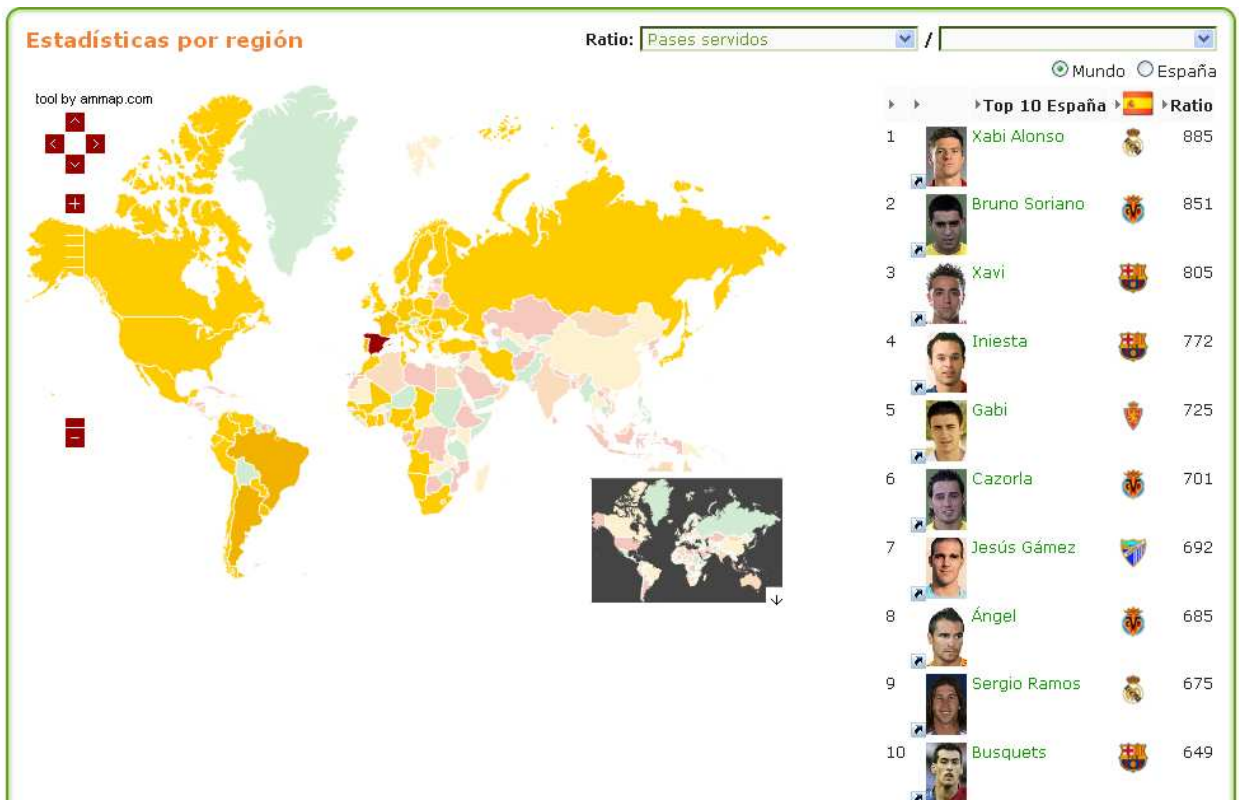 Estadísticas por región
Ratio: Pases servidos /
Mundo España
tool by ammap.com
Top 10 España Ratio
1 Xabi Alonso 885
2 Bruno Soriano 851
3 Xavi 805
4 Iniesta 772
5 Gabi 725
6 Cazorla 701
7 Jesús Gámez 692
8 Ángel 685
9 Sergio Ramos 675
10 Busquets 649